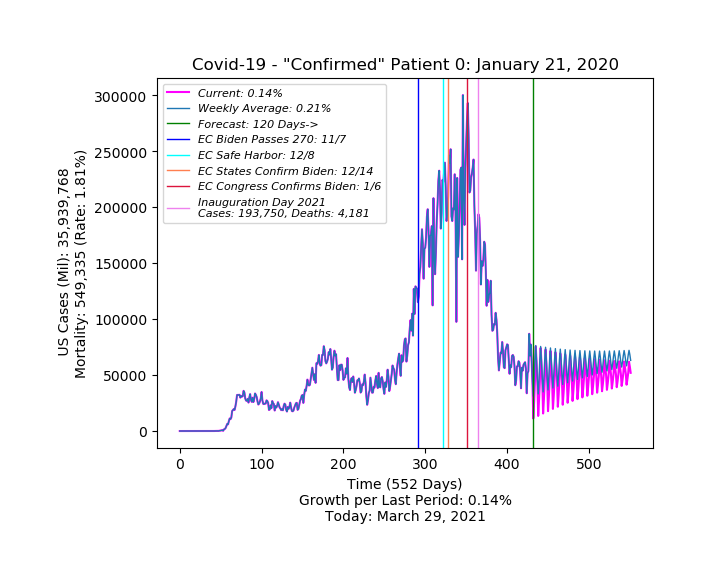 Covid-19 - "Confirmed" Patient 0: January 21, 2020
Current: 0.14%
Weekly Average: 0.21%
Forecast: 120 Days->
EC Biden Passes 270: 11/7
EC Safe Harbor: 12/8
EC States Confirm Biden: 12/14
EC Congress Confirms Biden: 1/6
Inauguration Day 2021
Cases: 193,750, Deaths: 4,181
US Cases (Mil): 35,939,768
Mortality: 549,335 (Rate: 1.81%)
300000
250000
200000
150000
100000
50000
0
0 100 200 300 400 500
Time (552 Days)
Growth per Last Period: 0.14%
Today: March 29, 2021